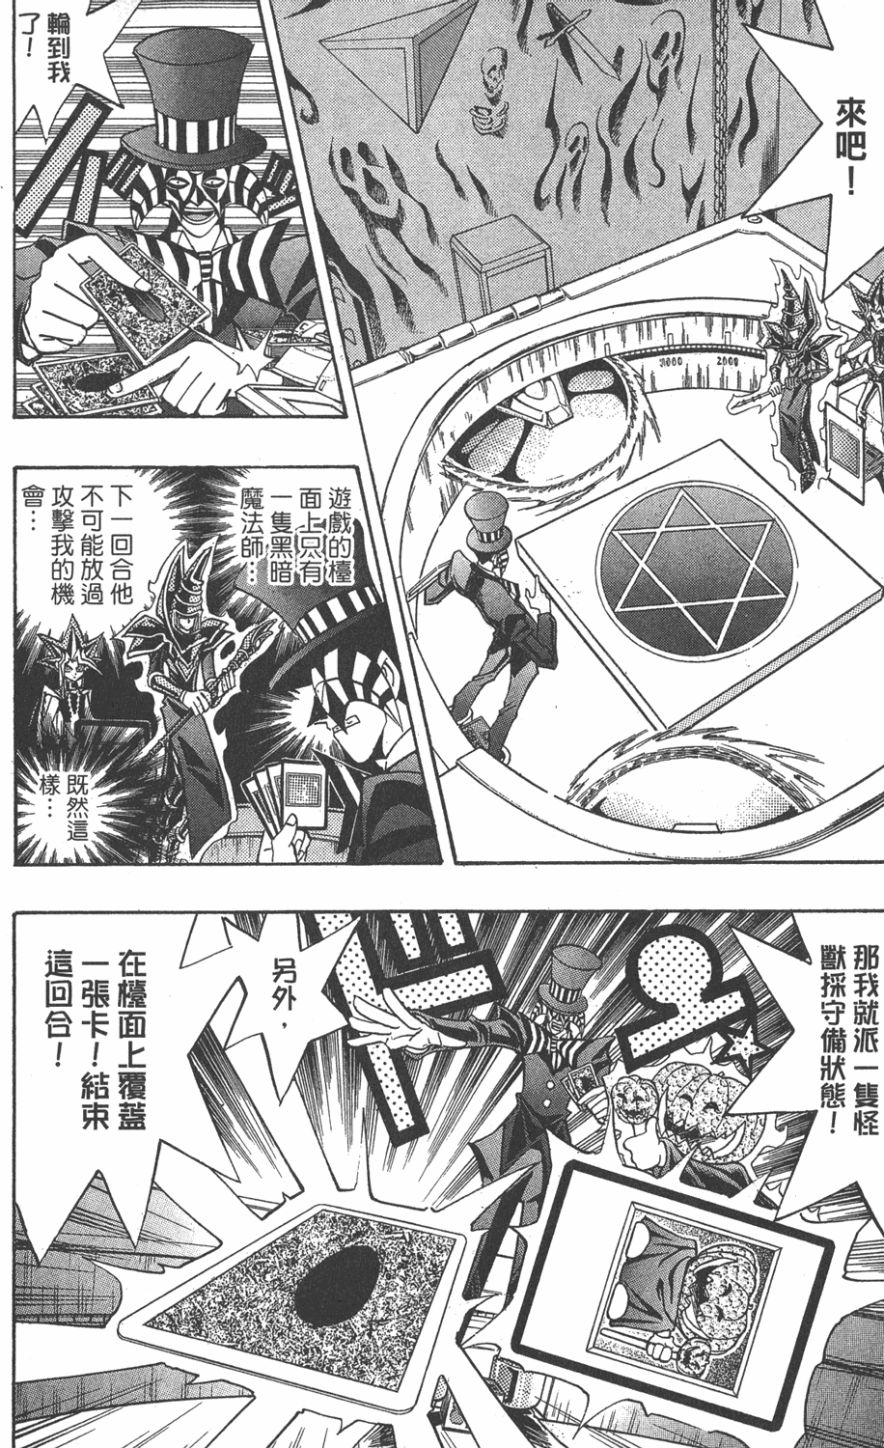 來吧！
1000 2000
輪到我
了！
遊戲的檯
面上只有
一隻黑暗
魔法師…
下一回合他
不可能放過
攻擊我的機
會…
既然這
樣…
那我就派一隻怪
獸採守備狀態！
另外，
在檯面上覆蓋
一張卡！結束
這回合！